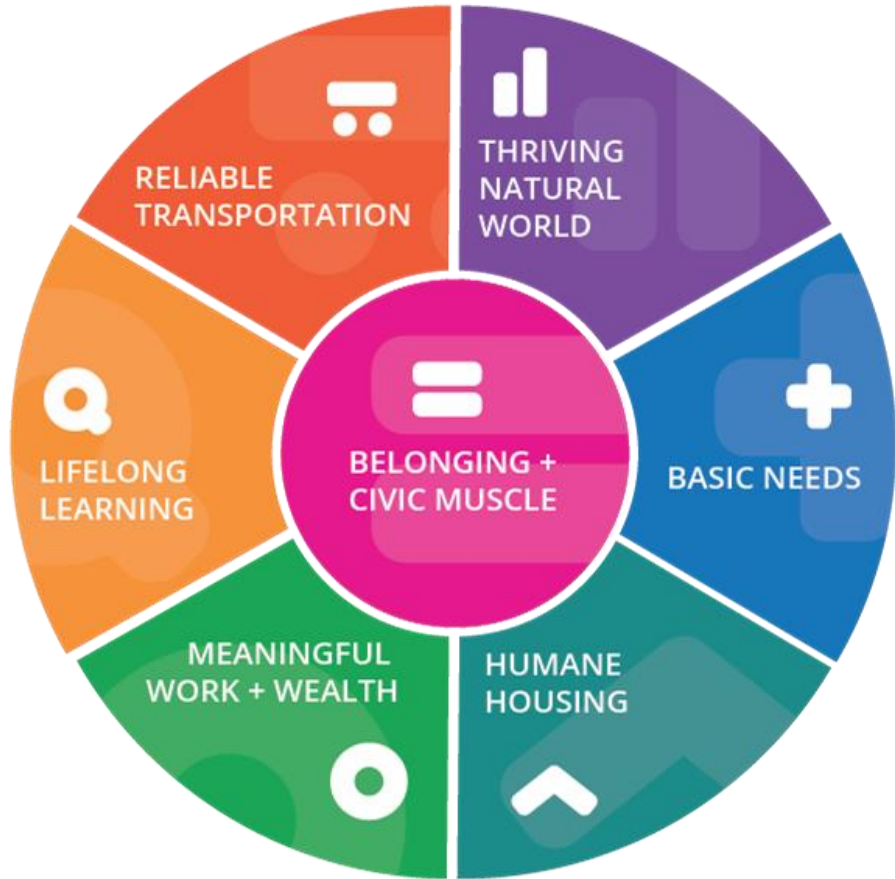 THRIVING
NATURAL
WORLD
BASIC NEEDS
HUMANE
HOUSING
MEANINGFUL
WORK + WEALTH
LIFELONG
LEARNING
RELIABLE
TRANSPORTATION
BELONGING +
CIVIC MUSCLE